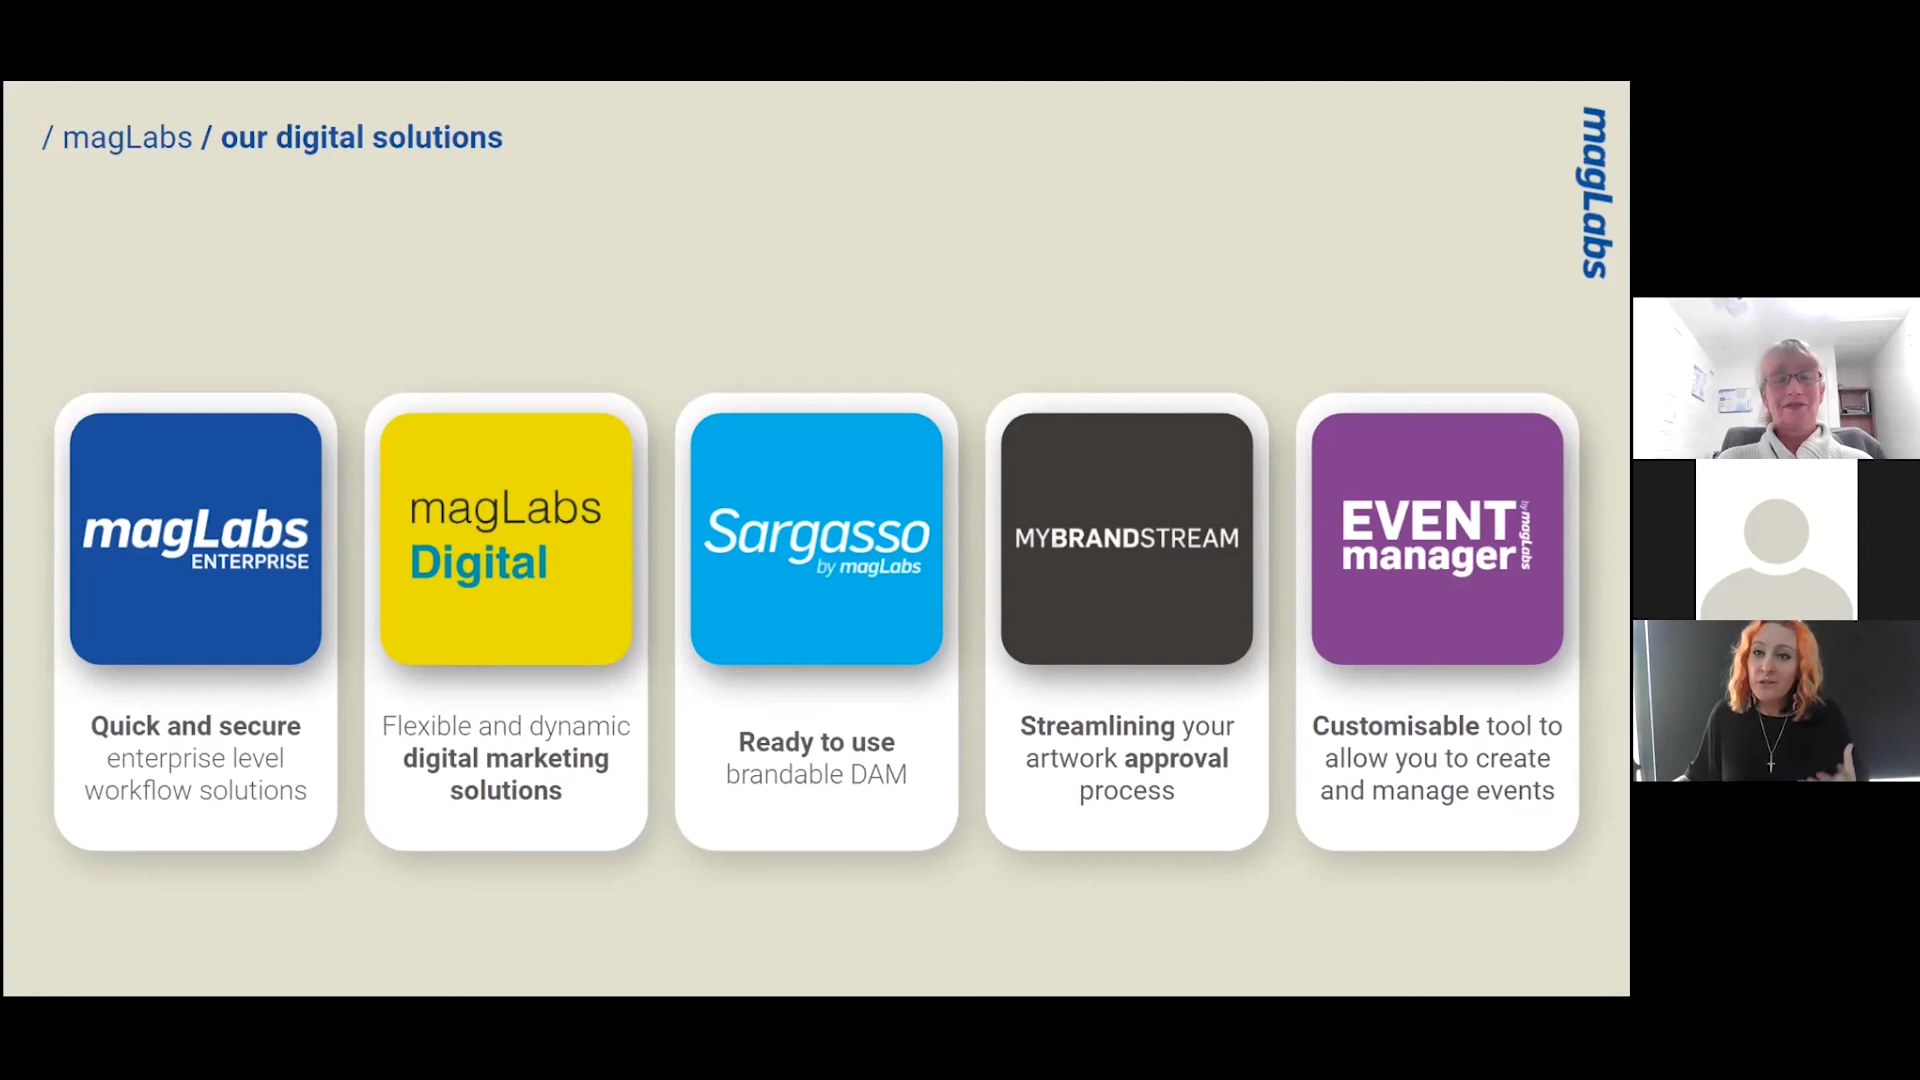 / magLabs / our digital solutions
magLabs
magLabs
ENTERPRISE
Quick and secure
enterprise level
workflow solutions
magLabs
Digital
Flexible and dynamic
digital marketing
solutions
Sargasso
by magLabs
Ready to use
brandable DAM
MYBRANDSTREAM
Streamlining your
artwork approval
process
EVENT
manager
by magLabs
Customisable tool to
allow you to create
and manage events